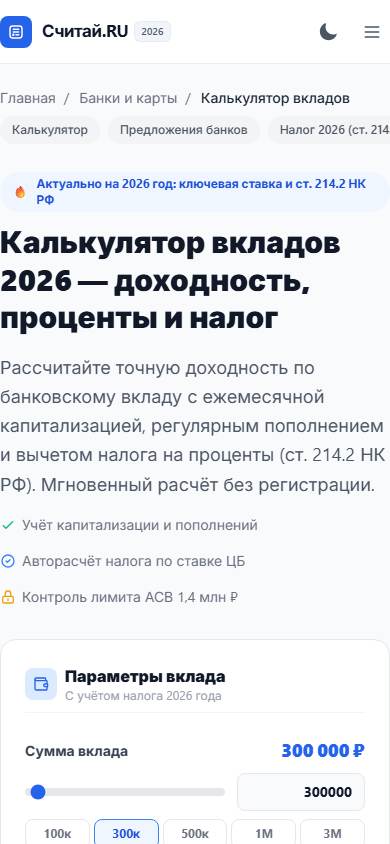 Считай.RU 2026
Главная / Банки и карты / Калькулятор вкладов
Калькулятор Предложения банков Налог 2026 (ст. 214
Актуально на 2026 год: ключевая ставка и ст. 214.2 НК
РФ
Калькулятор вкладов
2026 — доходность,
проценты и налог
Рассчитайте точную доходность по
банковскому вкладу с ежемесячной
капитализацией, регулярным пополнением
и вычетом налога на проценты (ст. 214.2 НК
РФ). Мгновенный расчёт без регистрации.
Учёт капитализации и пополнений
Авторасчёт налога по ставке ЦБ
Контроль лимита АСВ 1,4 млн ₽
Параметры вклада
С учётом налога 2026 года
Сумма вклада 300 000 ₽
300000
100к 300к 500к 1М 3М